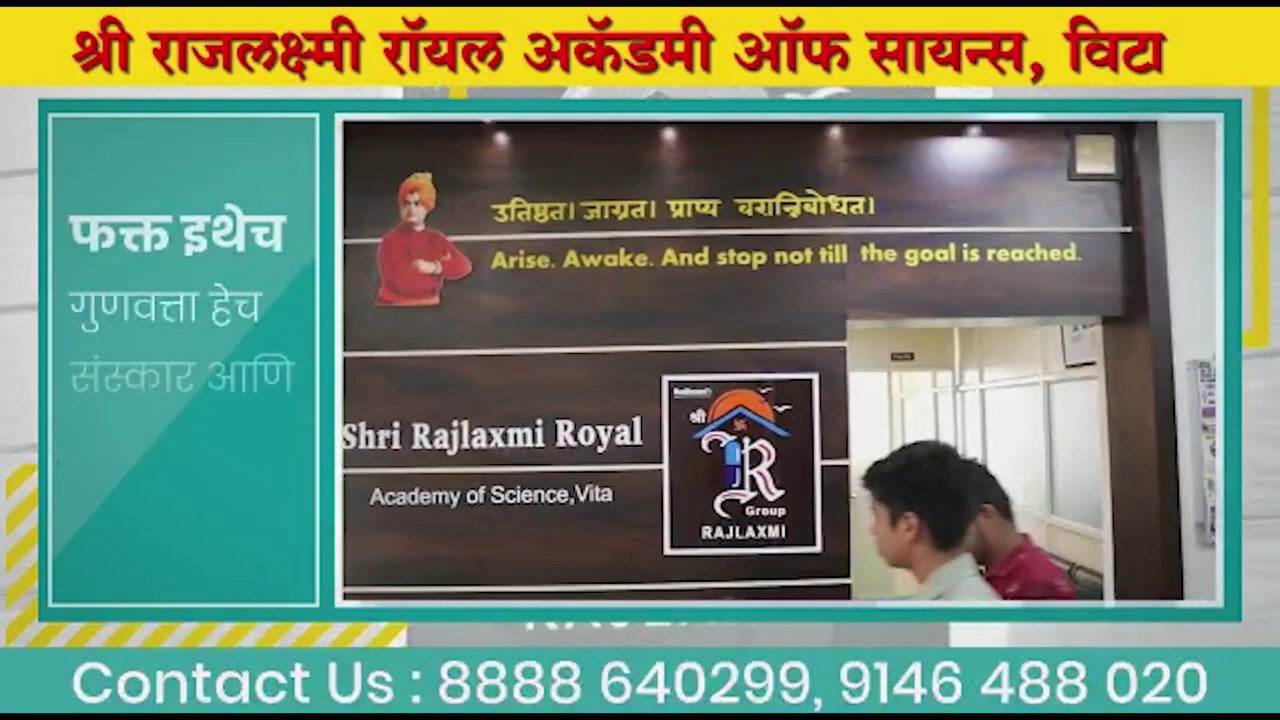 श्री राजलक्ष्मी रॉयल अकॅडमी ऑफ सायन्स, विटा
फक्त इथेच
गुणवत्ता हेच
संस्कार आणि
उतिष्ठत। जाग्रत। प्राप्य वरान्निबोधत।
Arise. Awake. And stop not till the goal is reached.
Shri Rajlaxmi Royal
Academy of Science,Vita
श्री
R
Group
RAJLAXMI
Contact Us : 8888 640299, 9146 488 020